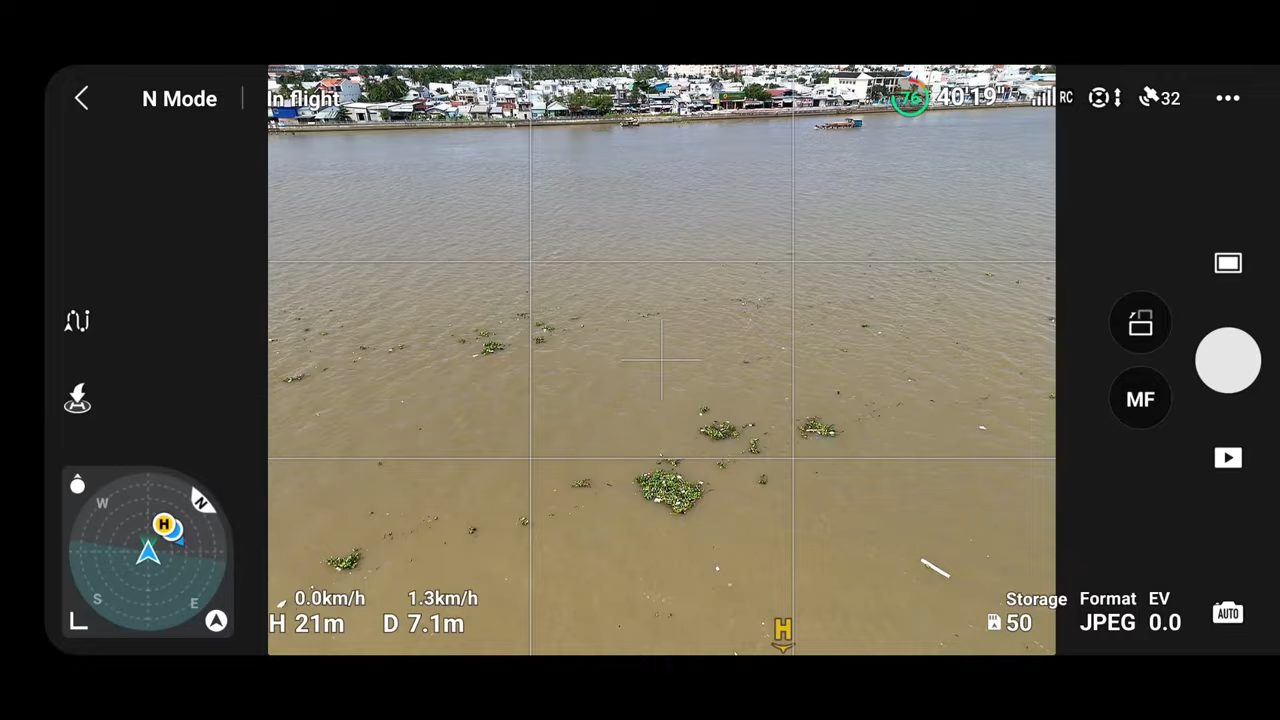 N Mode
In flight
76
40'19"
RC
32
MF
W
N
H
S
E
0.0km/h
1.3km/h
H 21m
D 7.1m
H
Storage
50
Format
JPEG
EV
0.0
AUTO